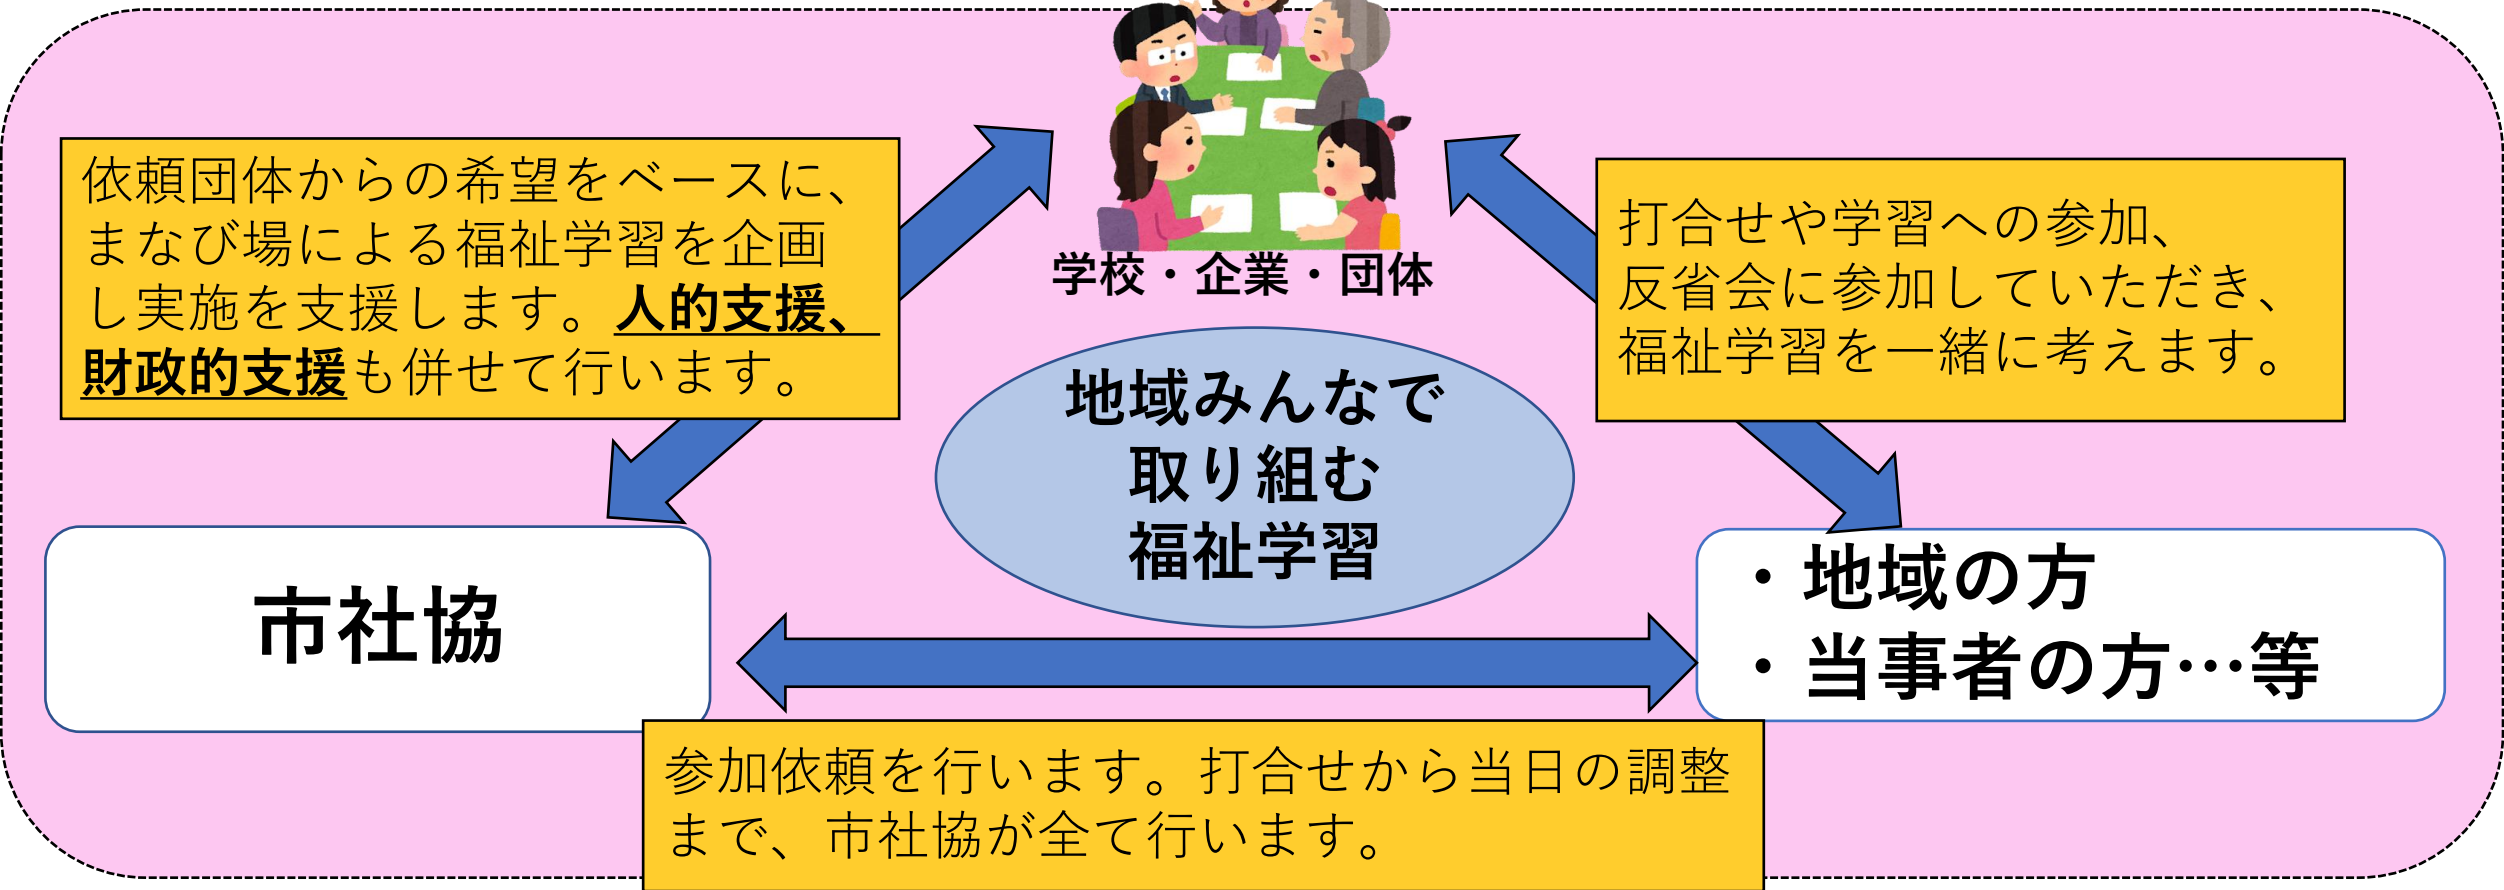 依頼団体からの希望をベースに、
まなび場による福祉学習を企画
し実施を支援します。人的支援、
財政的支援も併せて行います。
学校・企業・団体
打合せや学習への参加、
反省会に参加していただき、
福祉学習を一緒に考えます。
地域みんなで
取り組む
福祉学習
市社協
・地域の方
・当事者の方…等
参加依頼を行います。打合せから当日の調整
まで、市社協が全て行います。